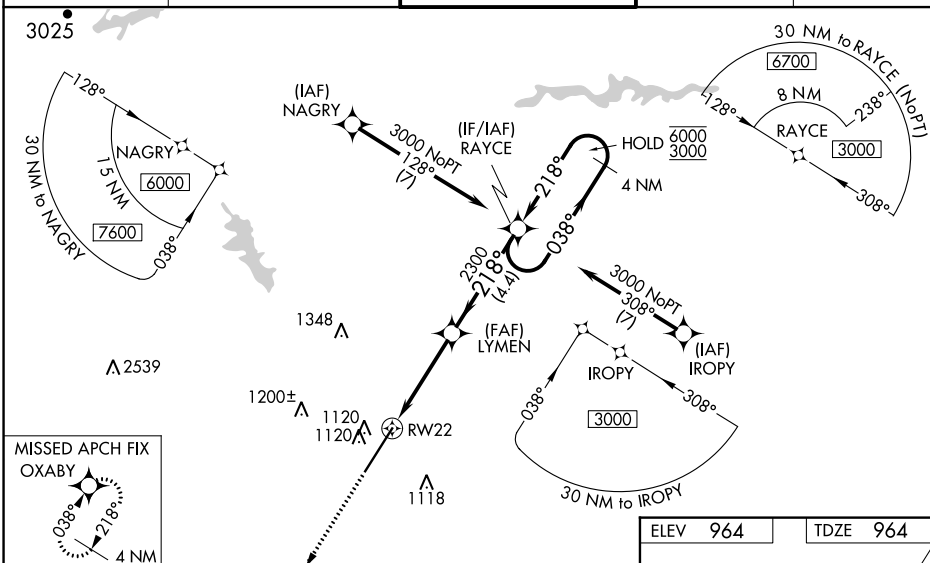 3025
128°
NAGRY
6000
15 NM
7600
30 NM to NAGRY
038°
(IAF)
NAGRY
3000 NoPT
128°
(7)
(IF/IAF)
RAYCE
HOLD 6000
3000
4 NM
218°
038°
30 NM to RAYCE (NoPT)
6700
8 NM
128°
238°
RAYCE
3000
308°
2300
218°
(4.4)
3000 NoPT
308°
(7)
(IAF)
IROPY
(FAF)
LYMEN
1348
2539
1200±
1120
1120
RW22
1118
IROPY
038°
308°
3000
30 NM to IROPY
MISSED APCH FIX
OXABY
038°
218°
4 NM
ELEV 964
TDZE 964